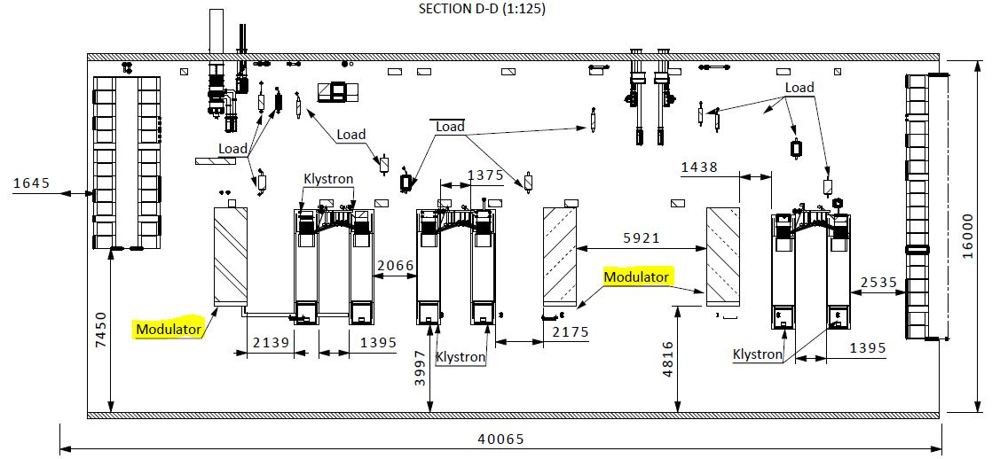 SECTION D-D (1:125)
Load
Load
Load
Load
Klystron
1375
1438
1645
16000
5921
2066
2535
Modulator
Modulator
7450
2139
1395
3997
Klystron
2175
4816
Klystron
1395
40065